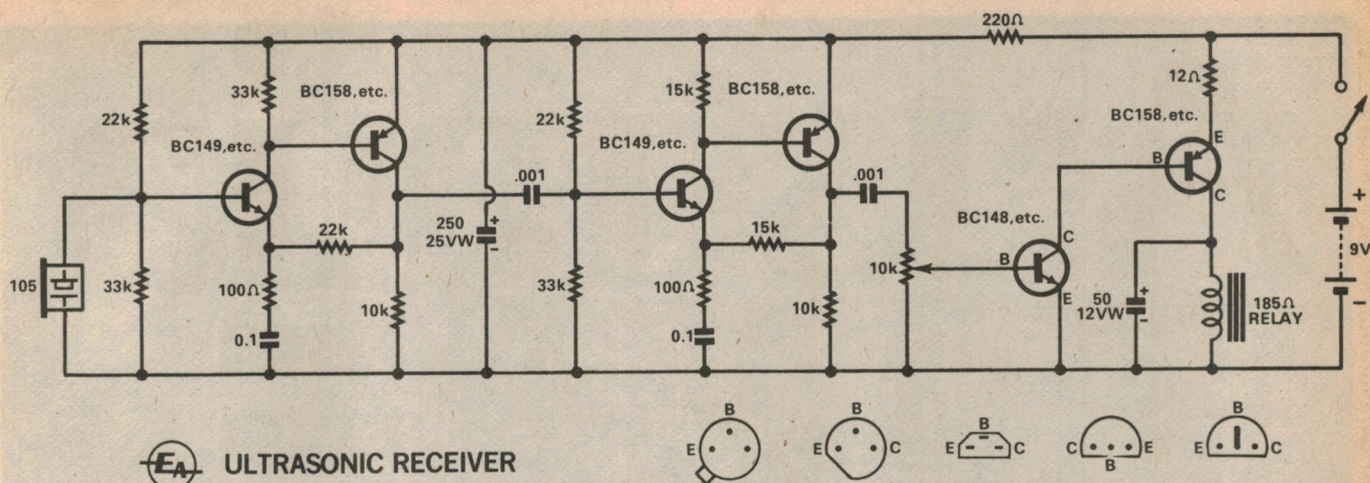 220Ω
33k
BC158,etc.
15k
BC158,etc.
12Ω
22k
BC149,etc.
22k
BC149,etc.
BC158,etc.
E
B
C
.001
.001
250
25VW
+
-
22k
15k
BC148,etc.
C
B
E
10k
+
9V
-
105
33k
100Ω
10k
33k
100Ω
10k
50
12VW
+
-
185Ω
RELAY
0.1
0.1
EA ULTRASONIC RECEIVER
B
E
B
E C
B
E C
C E
B
B
E C